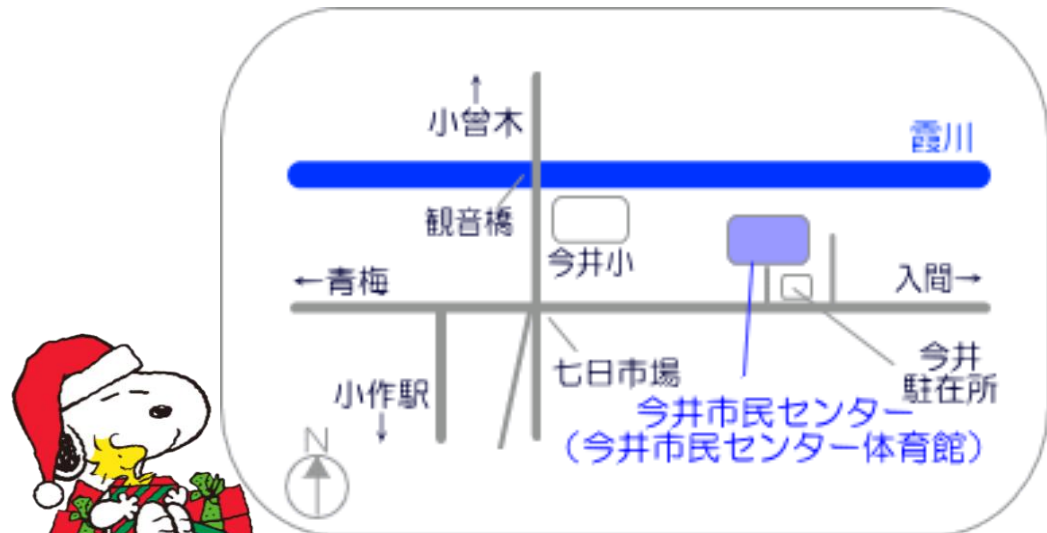 ↑
小曾木
霞川
観音橋
今井小
←青梅
入間→
七日市場
今井
駐在所
小作駅
↓
今井市民センター
（今井市民センター体育館）
N